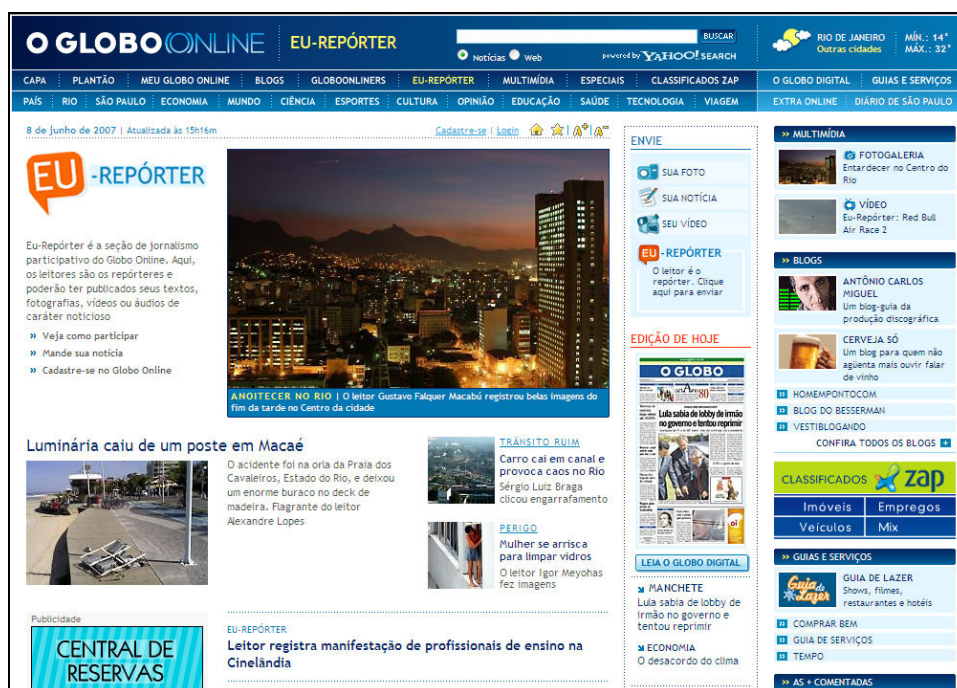 O GLOBO ONLINE
EU-REPÓRTER
BUSCAR
Notícias Web
powered by YAHOO! SEARCH
RIO DE JANEIRO
Outras cidades
MÍN.: 14°
MÁX.: 32°
CAPA PLANTÃO MEU GLOBO ONLINE BLOGS GLOBOONLINERS EU-REPÓRTER MULTIMÍDIA ESPECIAIS CLASSIFICADOS ZAP O GLOBO DIGITAL GUIAS E SERVIÇOS
PAÍS RIO SÃO PAULO ECONOMIA MUNDO CIÊNCIA ESPORTES CULTURA OPINIÃO EDUCAÇÃO SAÚDE TECNOLOGIA VIAGEM EXTRA ONLINE DIÁRIO DE SÃO PAULO
8 de junho de 2007 | Atualizada às 15h16m
Cadastre-se | Login
A+ | A-
EU -REPÓRTER
Eu-Repórter é a seção de jornalismo
participativo do Globo Online. Aqui,
os leitores são os repórteres e
poderão ter publicados seus textos,
fotografias, vídeos ou áudios de
caráter noticioso
» Veja como participar
» Mande sua notícia
» Cadastre-se no Globo Online
ANOITECER NO RIO | O leitor Gustavo Falquer Macabú registrou belas imagens do
fim da tarde no Centro da cidade
Luminária caiu de um poste em Macaé
O acidente foi na orla da Praia dos
Cavaleiros, Estado do Rio, e deixou
um enorme buraco no deck de
madeira. Flagrante do leitor
Alexandre Lopes
TRÂNSITO RUIM
Carro cai em canal e
provoca caos no Rio
Sérgio Luiz Braga
clicou engarrafamento
PERIGO
Mulher se arrisca
para limpar vidros
O leitor Igor Meyohas
fez imagens
Publicidade
CENTRAL DE
RESERVAS
EU-REPÓRTER
Leitor registra manifestação de profissionais de ensino na
Cinelândia
ENVIE
SUA FOTO
SUA NOTÍCIA
SEU VÍDEO
EU - REPÓRTER
O leitor é o
repórter. Clique
aqui para enviar
EDIÇÃO DE HOJE
O GLOBO
80
Lula sabia de lobby de irmão
no governo e tentou reprimir
oi
LEIA O GLOBO DIGITAL
MANCHETE
Lula sabia de lobby de
irmão no governo e
tentou reprimir
ECONOMIA
O desacordo do clima
» MULTIMÍDIA
FOTOGALERIA
Entardecer no Centro do
Rio
VÍDEO
Eu-Repórter: Red Bull
Air Race 2
» BLOGS
ANTÔNIO CARLOS
MIGUEL
Um blog-guia da
produção discográfica
CERVEJA SÓ
Um blog para quem não
agüenta mais ouvir falar
de vinho
» HOMEMPONTOCOM
» BLOG DO BESSERMAN
» VESTIBLOGANDO
CONFIRA TODOS OS BLOGS +
CLASSIFICADOS zap
Imóveis Empregos
Veículos Mix
» GUIAS E SERVIÇOS
Guia de Lazer
GUIA DE LAZER
Shows, filmes,
restaurantes e hotéis
» COMPRAR BEM
» GUIA DE SERVIÇOS
» TEMPO
» AS + COMENTADAS